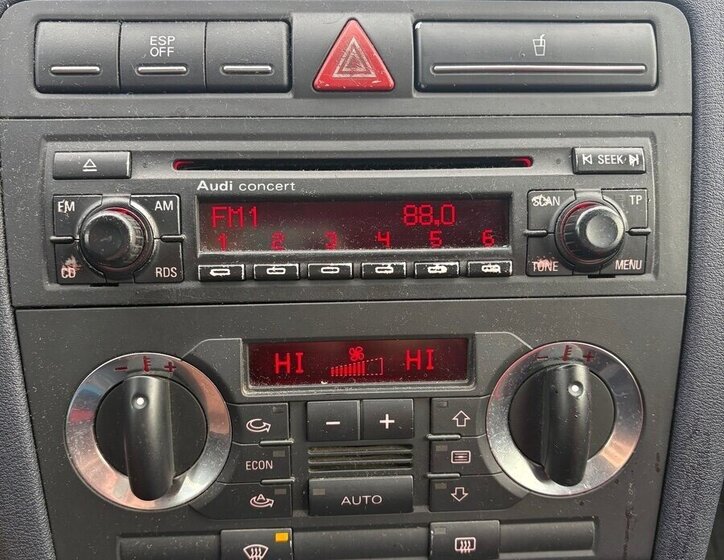 ESP
OFF
SEEK
Audi concert
FM AM
SCAN TP
FM1 88.0
1 2 3 4 5 6
CD RDS
TONE MENU
HI HI
- +
- +
- +
ECON
AUTO